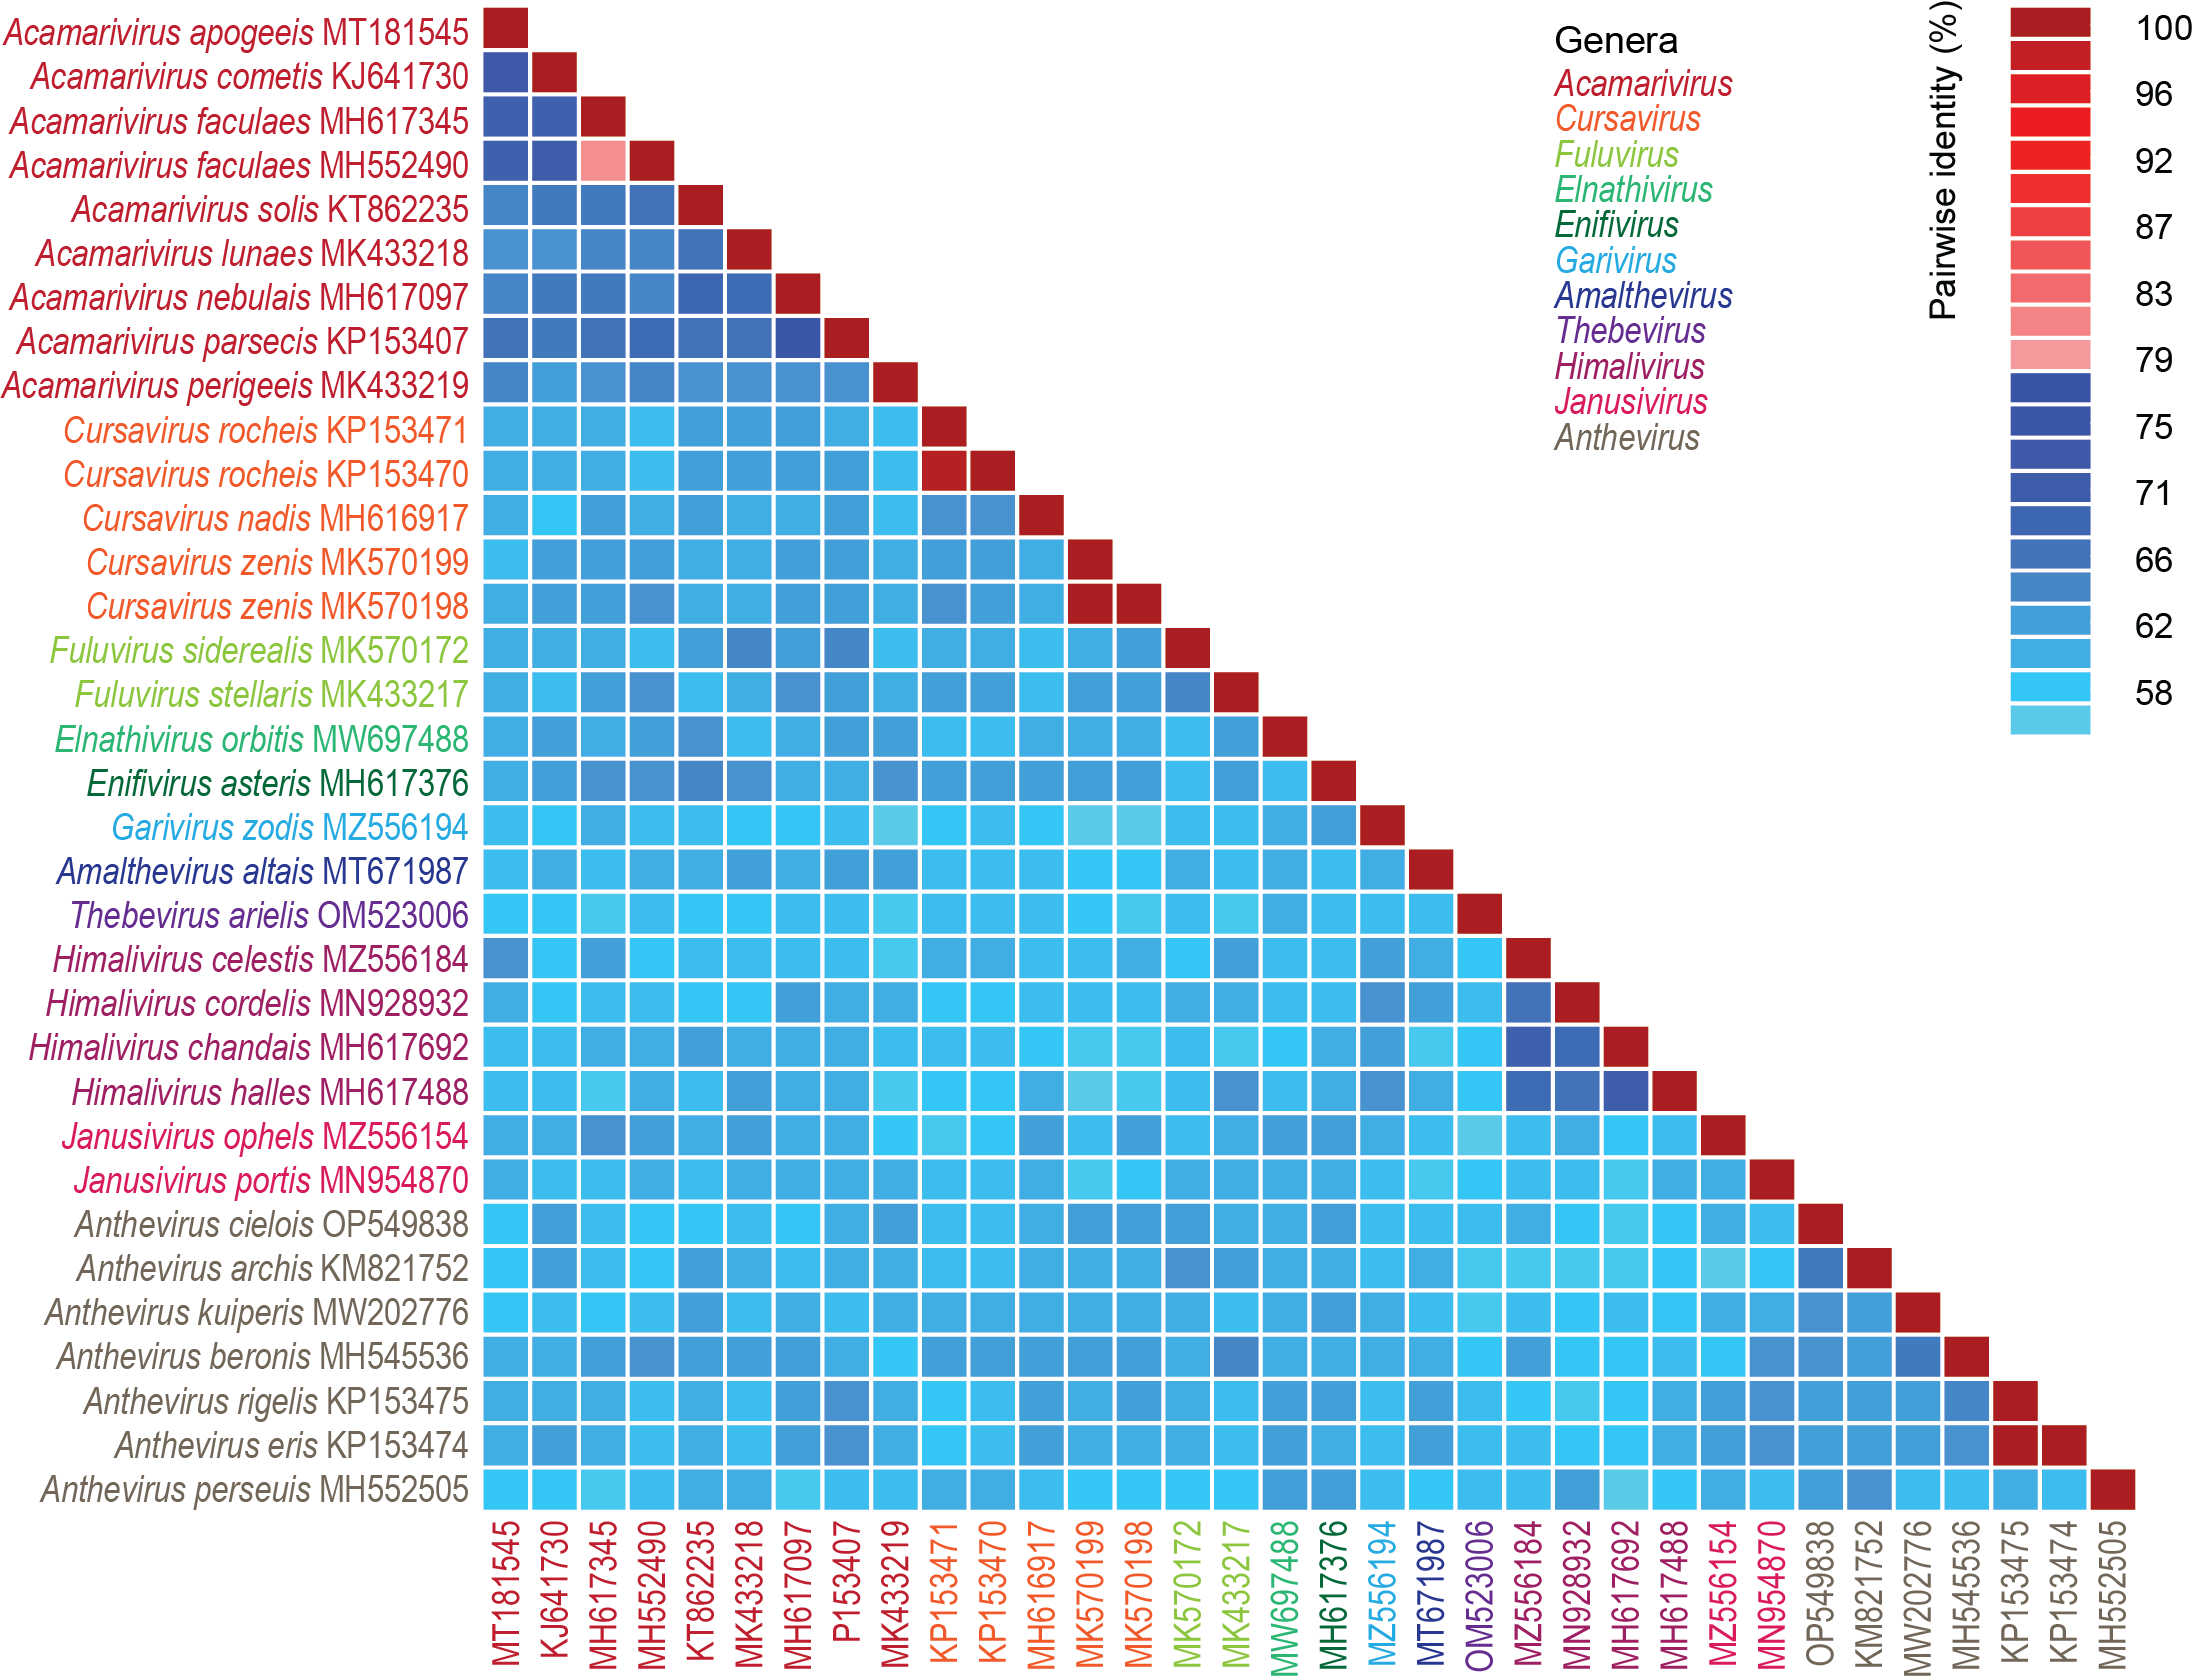 Acamarivirus apogeeis MT181545
Acamarivirus cometis KJ641730
Acamarivirus faculaes MH617345
Acamarivirus faculaes MH552490
Acamarivirus solis KT862235
Acamarivirus lunaes MK433218
Acamarivirus nebulais MH617097
Acamarivirus parsecis KP153407
Acamarivirus perigeeis MK433219
Cursavirus rocheis KP153471
Cursavirus rocheis KP153470
Cursavirus nadis MH616917
Cursavirus zenis MK570199
Cursavirus zenis MK570198
Fuluvirus siderealis MK570172
Fuluvirus stellaris MK433217
Elnathivirus orbitis MW697488
Enifivirus asteris MH617376
Garivirus zodis MZ556194
Amalthevirus altais MT671987
Thebevirus arielis OM523006
Himalivirus celestis MZ556184
Himalivirus cordelis MN928932
Himalivirus chandais MH617692
Himalivirus halles MH617488
Janusivirus ophels MZ556154
Janusivirus portis MN954870
Anthevirus cielois OP549838
Anthevirus archis KM821752
Anthevirus kuiperis MW202776
Anthevirus beronis MH545536
Anthevirus rigelis KP153475
Anthevirus eris KP153474
Anthevirus perseuis MH552505
MT181545
KJ641730
MH617345
MH552490
KT862235
MK433218
MH617097
P153407
MK433219
KP153471
KP153470
MH616917
MK570199
MK570198
MK570172
MK433217
MW697488
MH617376
MZ556194
MT671987
OM523006
MZ556184
MN928932
MH617692
MH617488
MZ556154
MN954870
OP549838
KM821752
MW202776
MH545536
KP153475
KP153474
MH552505
Genera
Acamarivirus
Cursavirus
Fuluvirus
Elnathivirus
Enifivirus
Garivirus
Amalthevirus
Thebevirus
Himalivirus
Janusivirus
Anthevirus
Pairwise identity (%)
100
96
92
87
83
79
75
71
66
62
58